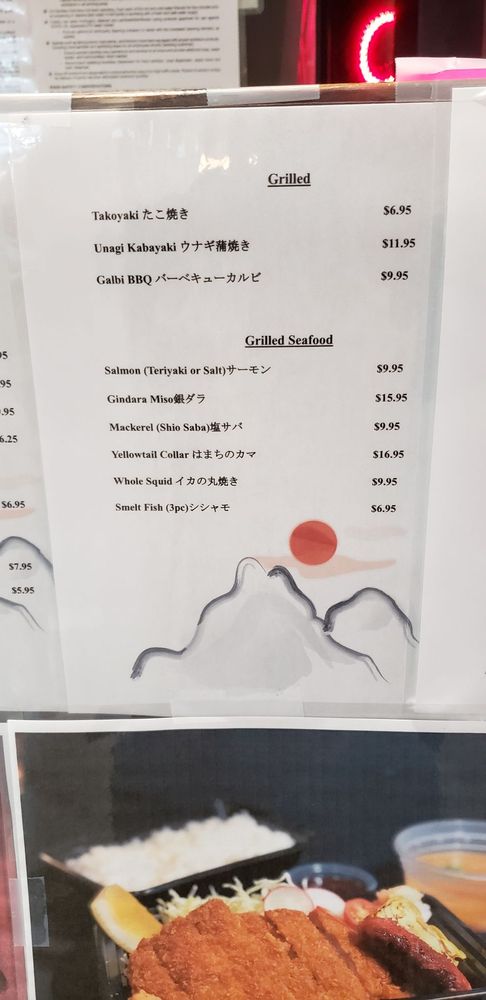 Grilled
Takoyaki たこ焼き $6.95
Unagi Kabayaki ウナギ蒲焼き $11.95
Galbi BBQ バーベキューカルビ $9.95
Grilled Seafood
Salmon (Teriyaki or Salt)サーモン $9.95
Gindara Miso銀ダラ $15.95
Mackerel (Shio Saba)塩サバ $9.95
Yellowtail Collar はまちのカマ $16.95
Whole Squid イカの丸焼き $9.95
Smelt Fish (3pc)シシャモ $6.95
95
.95
.95
6.25
$6.95
$7.95
$5.95